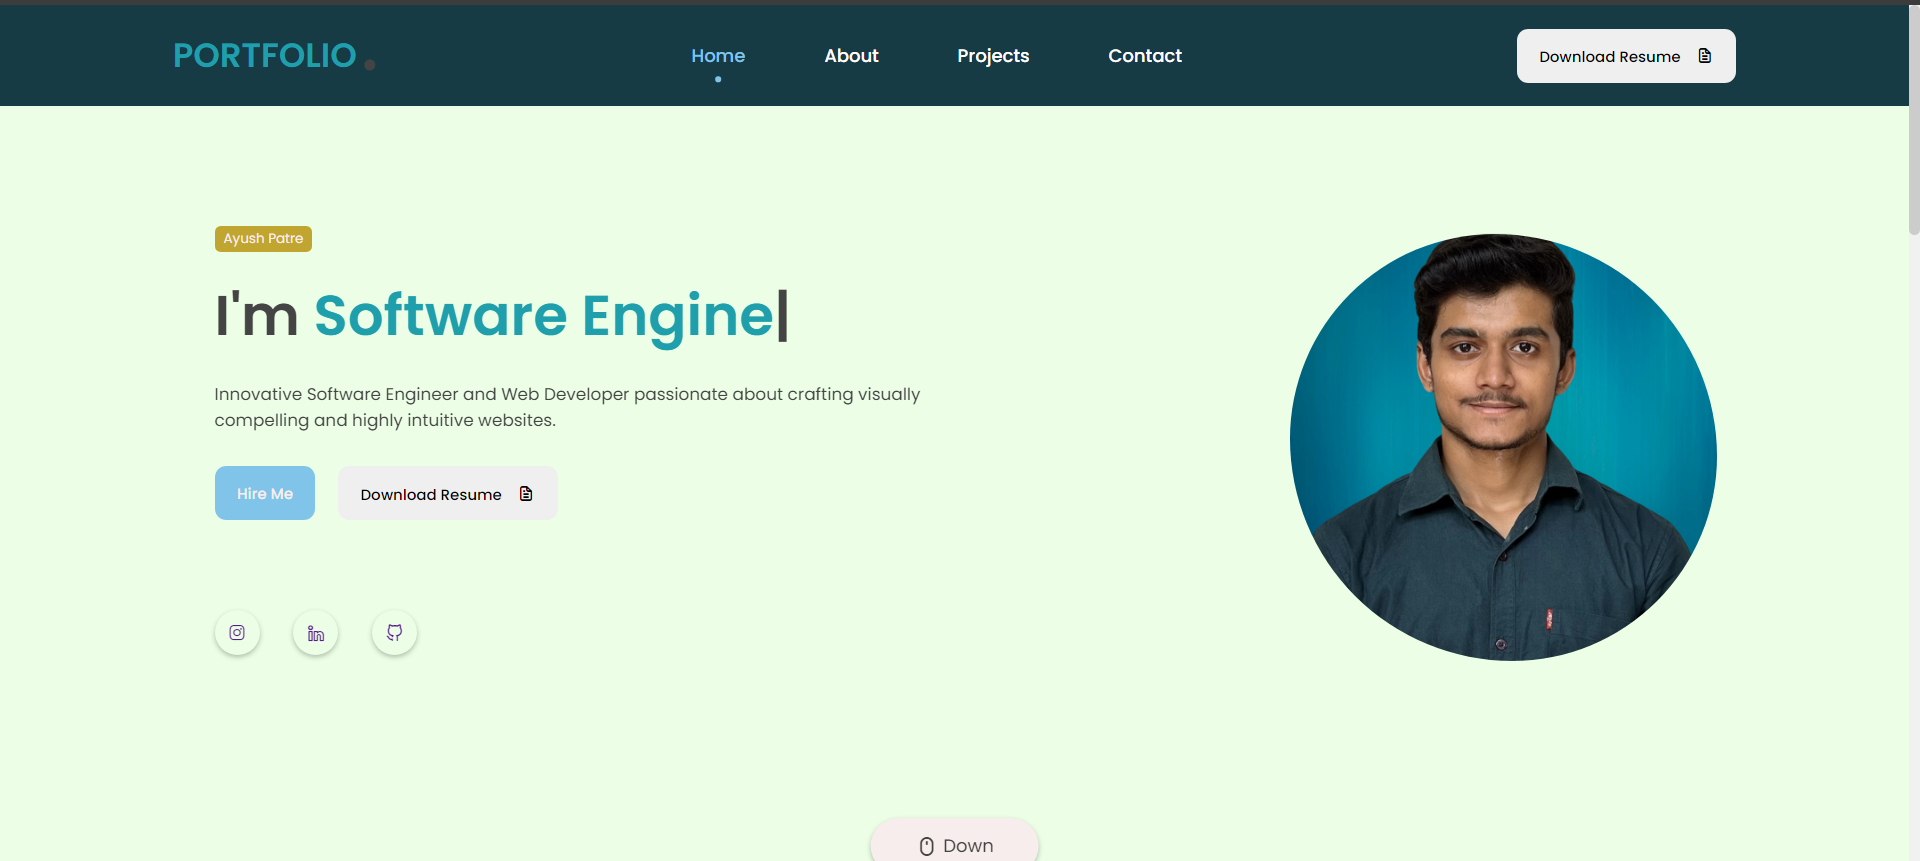 PORTFOLIO .
Home
About
Projects
Contact
Download Resume
Ayush Patre
I'm Software Engine|
Innovative Software Engineer and Web Developer passionate about crafting visually
compelling and highly intuitive websites.
Hire Me
Download Resume
Down